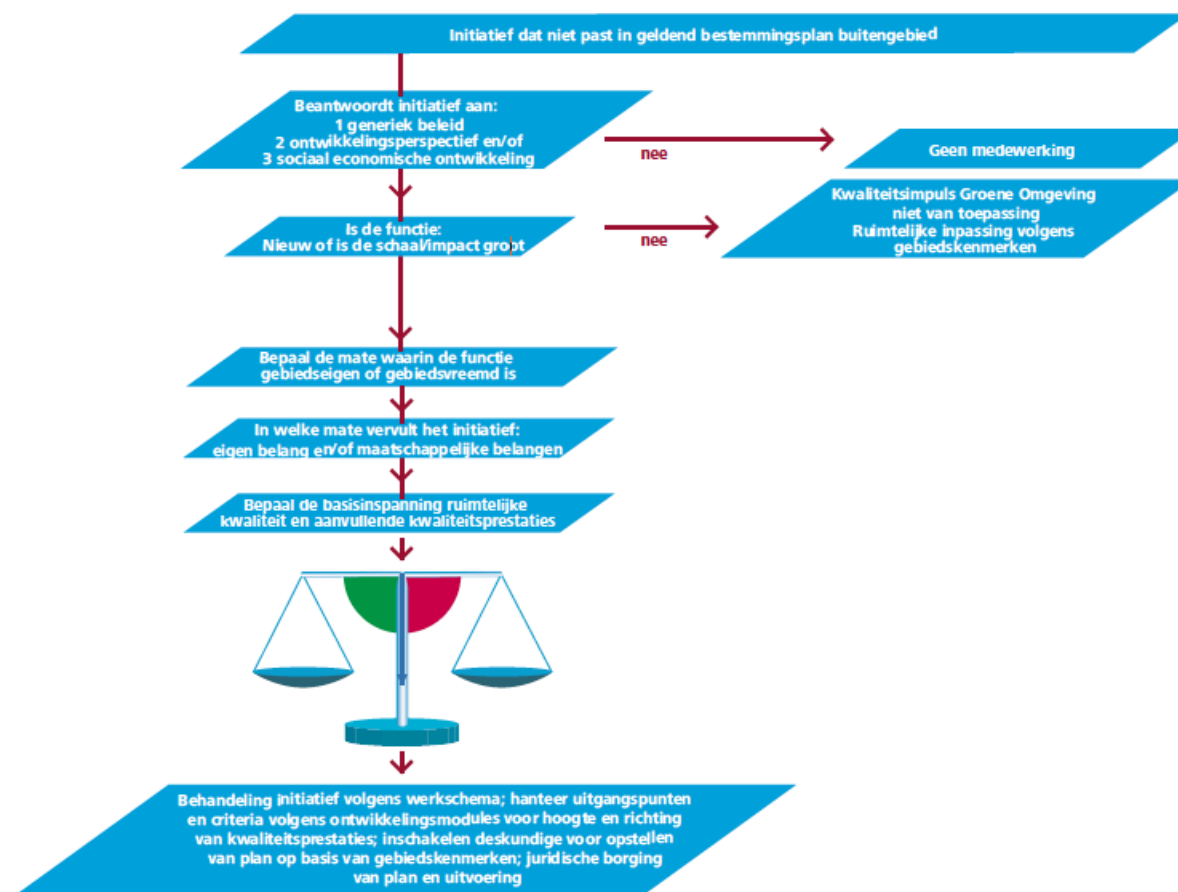 Initiatief dat niet past in geldend bestemmingsplan buitengebied
Beantwoordt initiatief aan:
1 generiek beleid
2 ontwikkelingsperspectief en/of
3 sociaal economische ontwikkeling
nee
Geen medewerking
Is de functie:
Nieuw of is de schaal/impact groot
nee
Kwaliteitsimpuls Groene Omgeving
niet van toepassing
Ruimtelijke inpassing volgens
gebiedskenmerken
Bepaal de mate waarin de functie
gebiedseigen of gebiedsvreemd is
In welke mate vervult het initiatief:
eigen belang en/of maatschappelijke belangen
Bepaal de basisinspanning ruimtelijke
kwaliteit en aanvullende kwaliteitsprestaties
Behandeling initiatief volgens werkschema; hanteer uitgangspunten
en criteria volgens ontwikkelingsmodules voor hoogte en richting
van kwaliteitsprestaties; inschakelen deskundige voor opstellen
van plan op basis van gebiedskenmerken; juridische borging
van plan en uitvoering